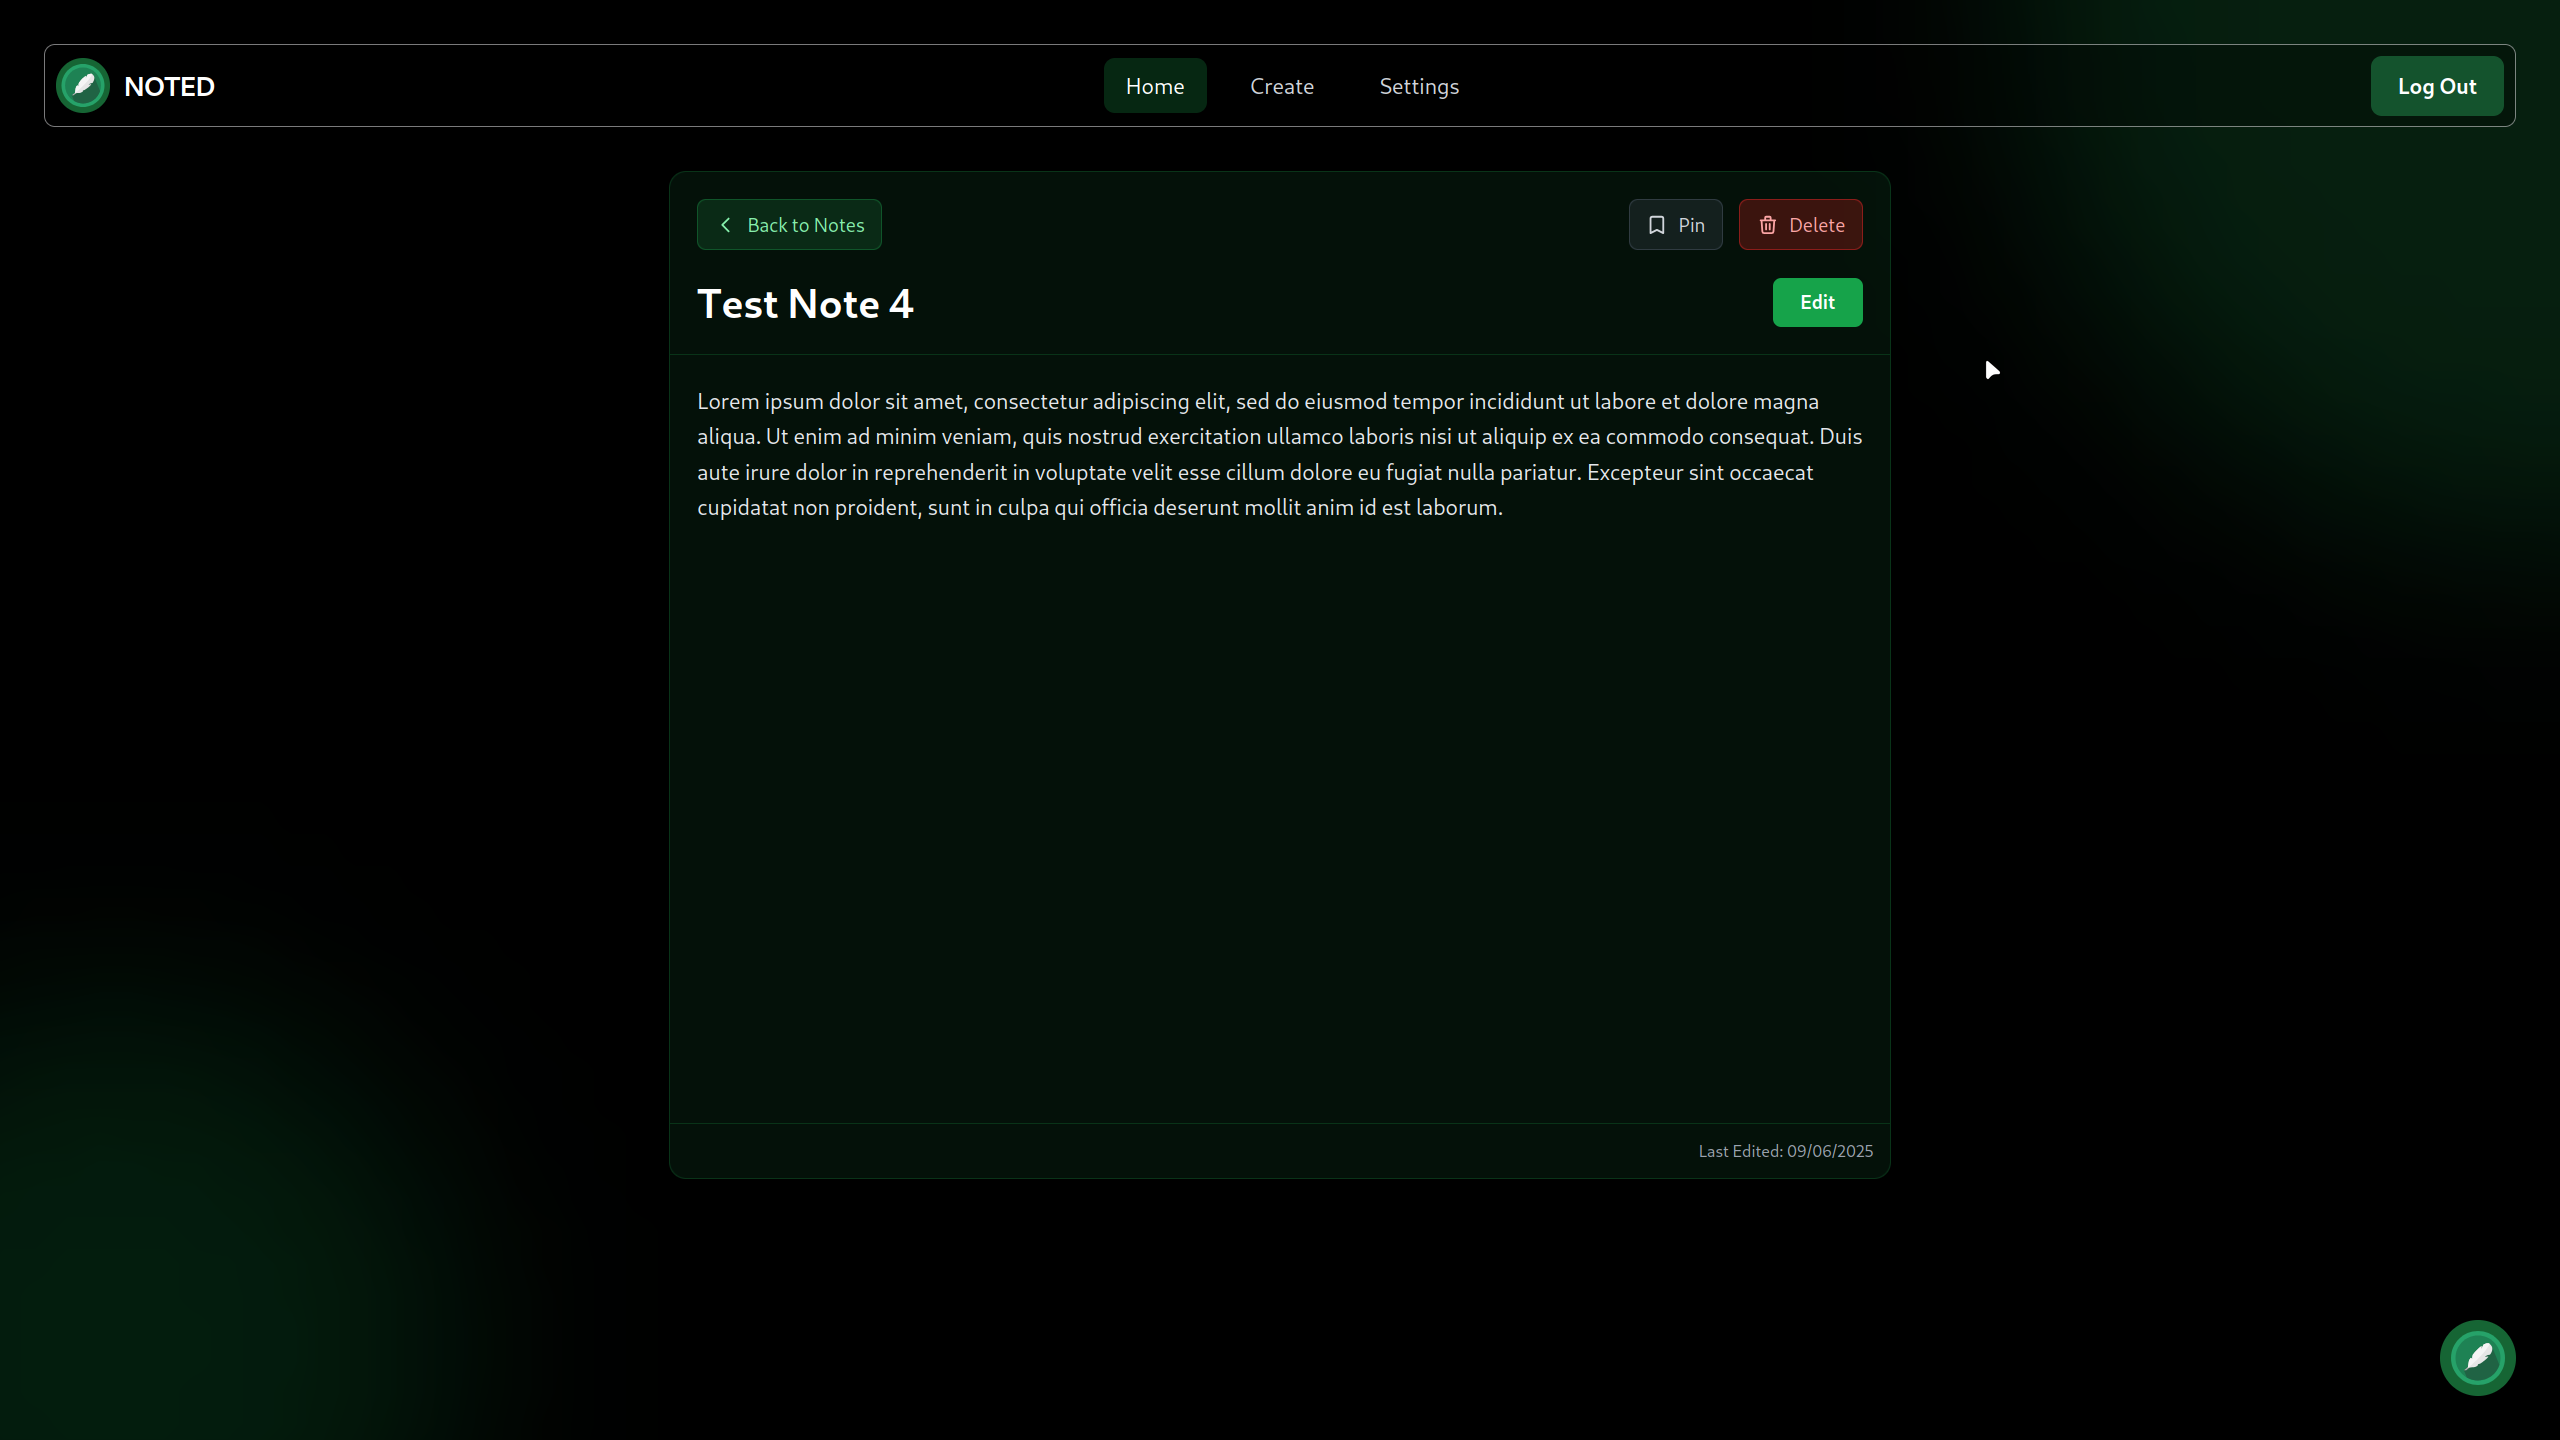 NOTED
Home
Create
Settings
Log Out
Back to Notes
Pin
Delete
Test Note 4
Edit
Lorem ipsum dolor sit amet, consectetur adipiscing elit, sed do eiusmod tempor incididunt ut labore et dolore magna
aliqua. Ut enim ad minim veniam, quis nostrud exercitation ullamco laboris nisi ut aliquip ex ea commodo consequat. Duis
aute irure dolor in reprehenderit in voluptate velit esse cillum dolore eu fugiat nulla pariatur. Excepteur sint occaecat
cupidatat non proident, sunt in culpa qui officia deserunt mollit anim id est laborum.
Last Edited: 09/06/2025